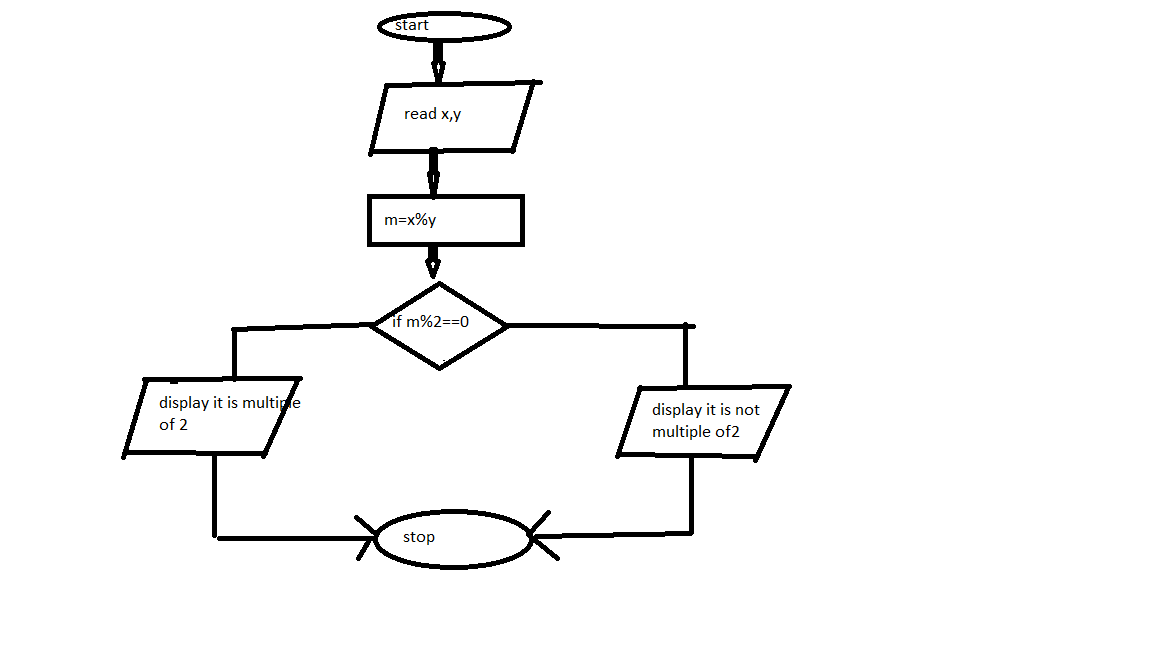 start
read x,y
m=x%y
if m%2==0
display it is multiple
of 2
display it is not
multiple of2
stop